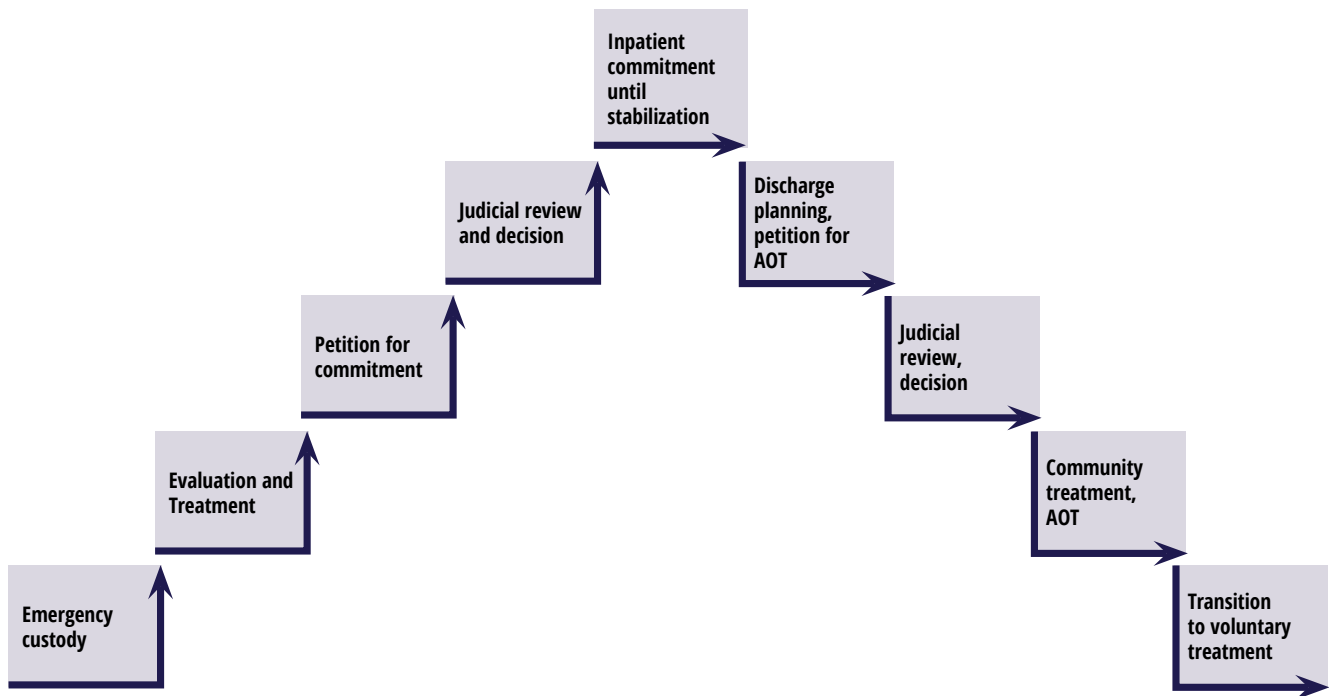 Emergency
custody
Evaluation and
Treatment
Petition for
commitment
Judicial review
and decision
Inpatient
commitment
until
stabilization
Discharge
planning,
petition for
AOT
Judicial
review,
decision
Community
treatment,
AOT
Transition
to voluntary
treatment